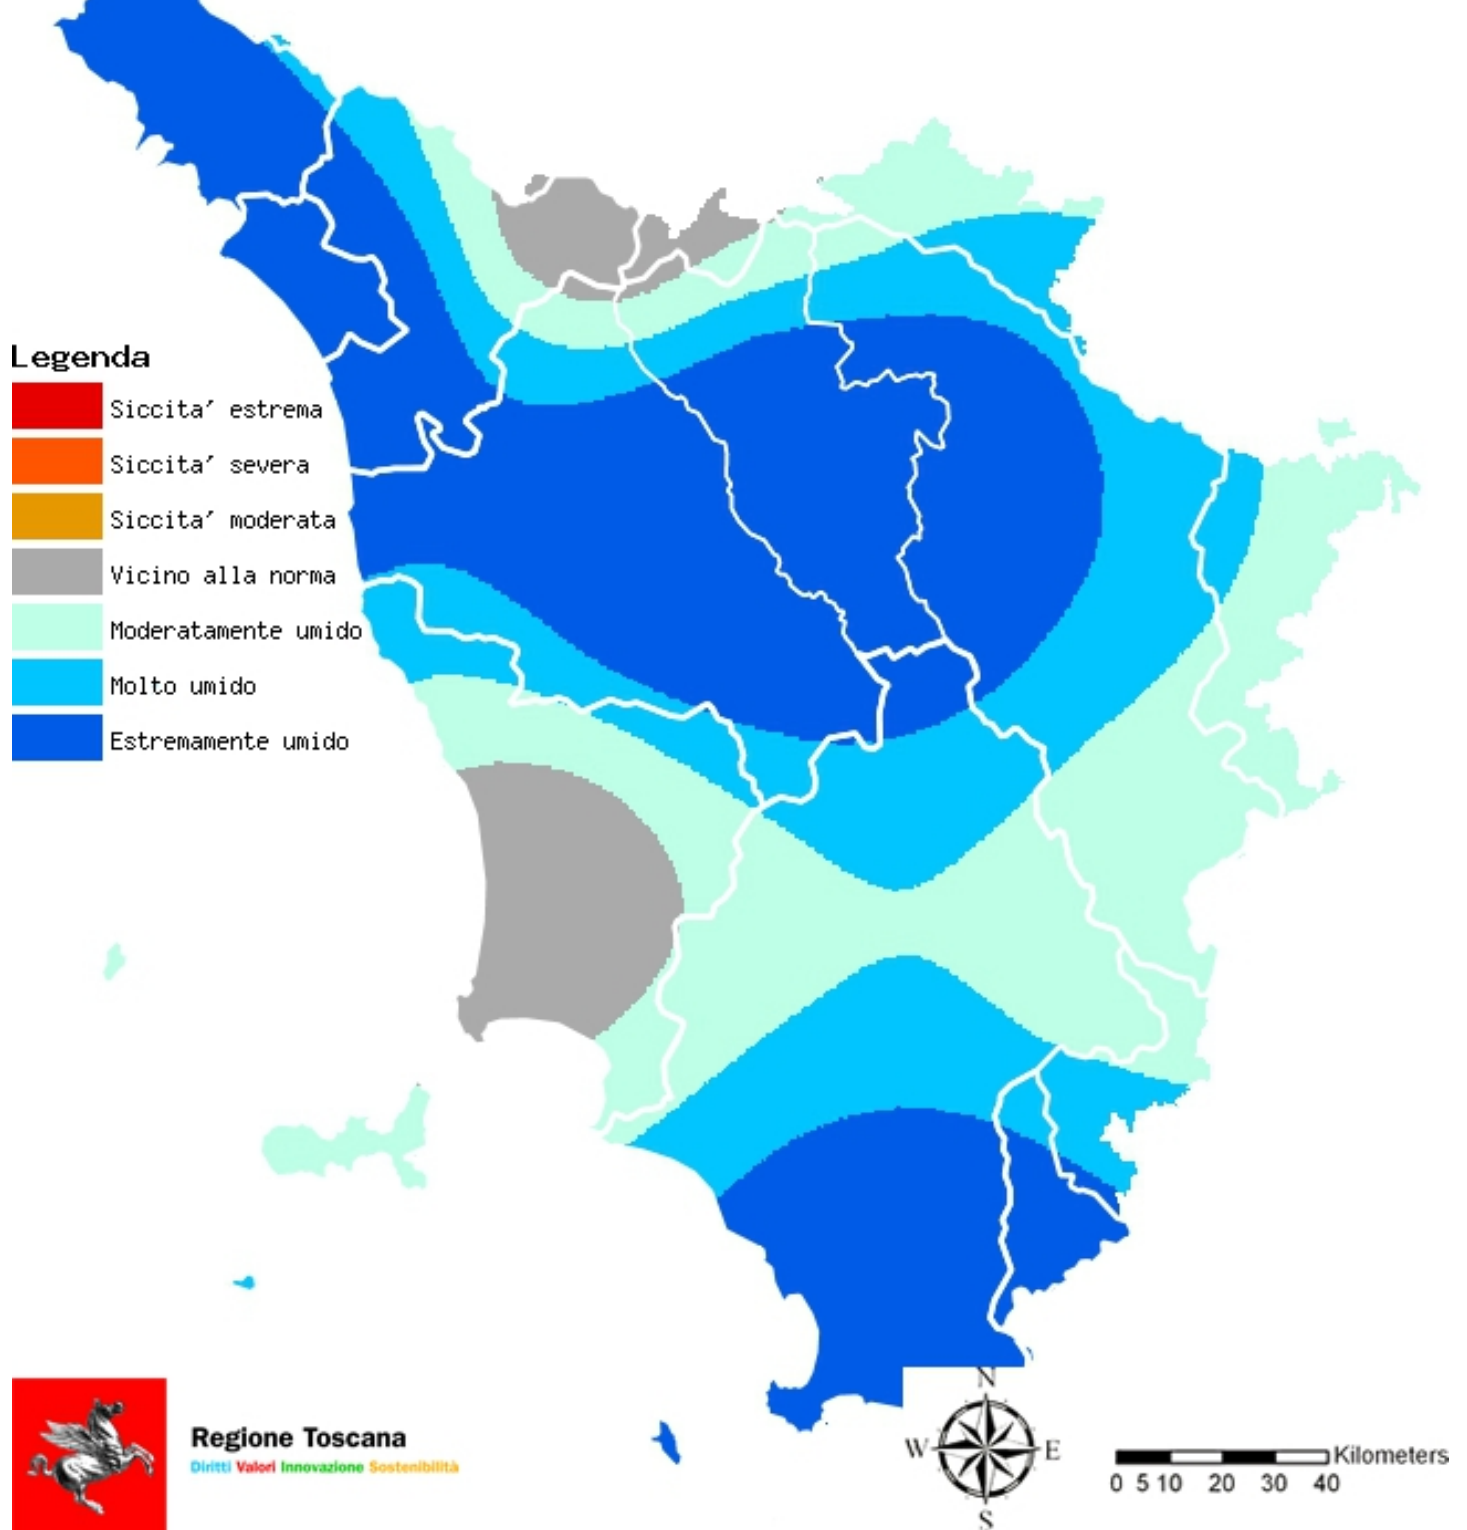 Legenda
Siccita' estrema
Siccita' severa
Siccita' moderata
Vicino alla norma
Moderatamente umido
Molto umido
Estremamente umido
Regione Toscana
Diritti Valori Innovazione Sostenibilità
N
W E
S
Kilometers
0 5 10 20 30 40